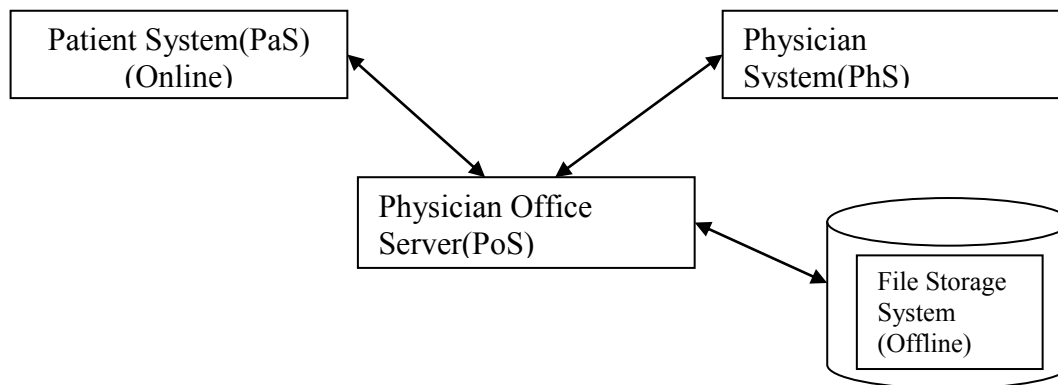 Patient System(PaS)
(Online)
Physician
System(PhS)
Physician Office
Server(PoS)
File Storage
System
(Offline)